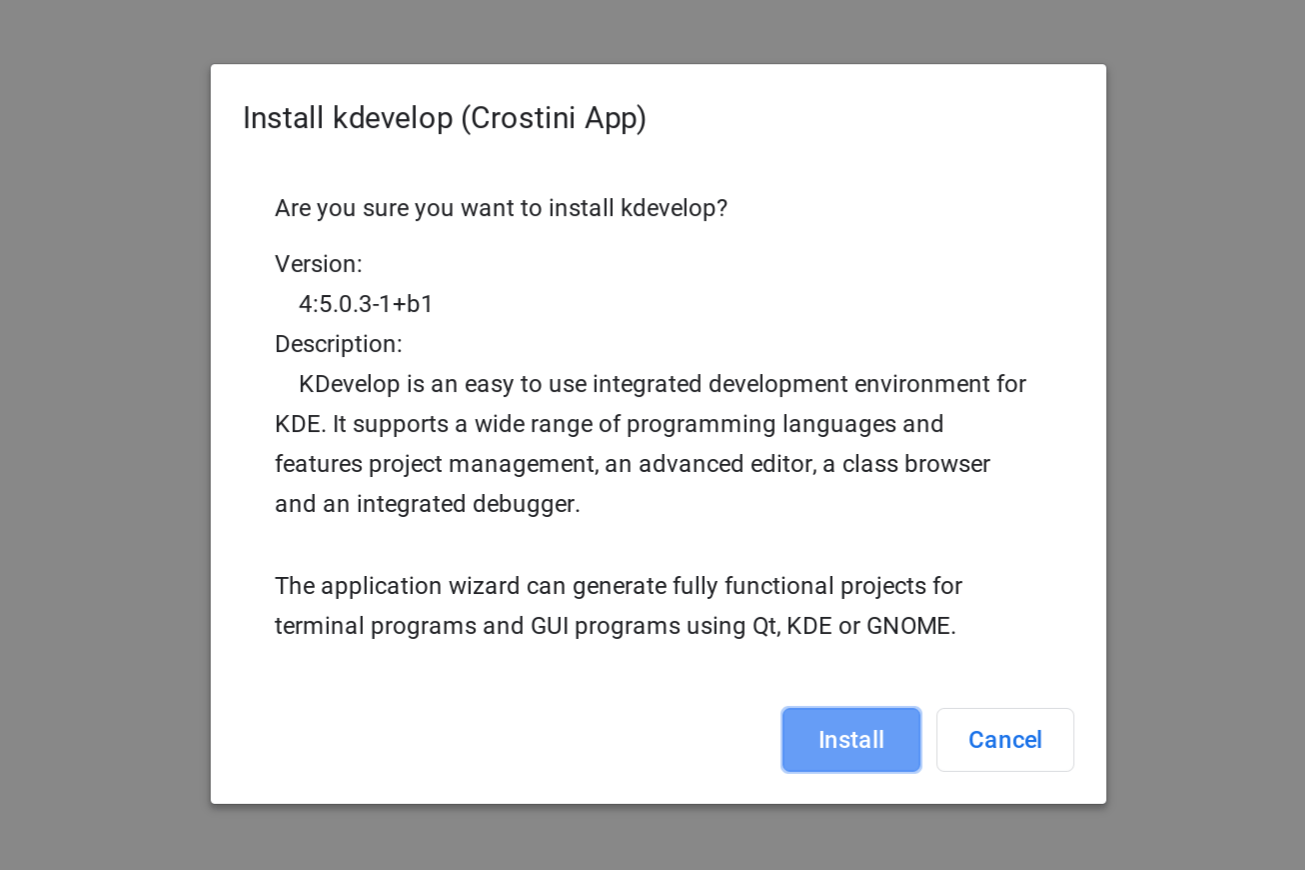 Install kdevelop (Crostini App)
Are you sure you want to install kdevelop?
Version:
4:5.0.3-1+b1
Description:
KDevelop is an easy to use integrated development environment for
KDE. It supports a wide range of programming languages and
features project management, an advanced editor, a class browser
and an integrated debugger.
The application wizard can generate fully functional projects for
terminal programs and GUI programs using Qt, KDE or GNOME.
Install
Cancel